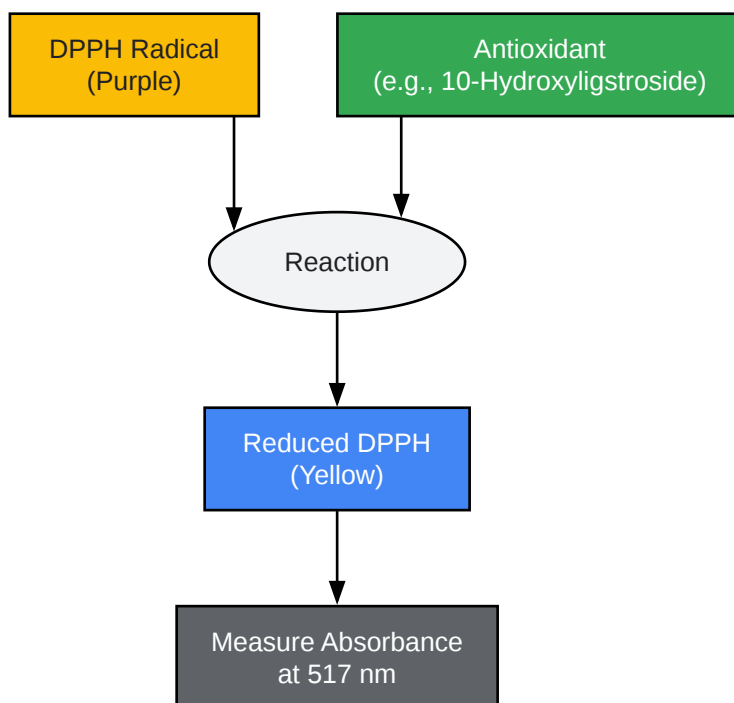 DPPH Radical
(Purple)
Antioxidant
(e.g., 10-Hydroxyligstroside)
Reaction
Reduced DPPH
(Yellow)
Measure Absorbance
at 517 nm